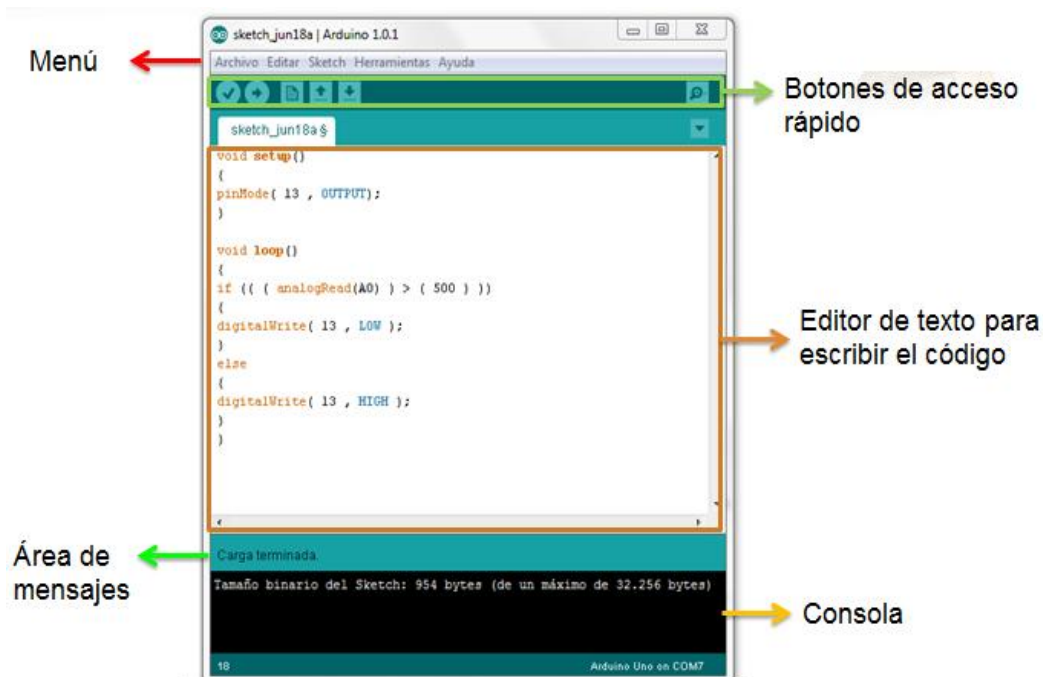 sketch_jun18a | Arduino 1.0.1
Menú
Archivo Editar Sketch Herramientas Ayuda
Botones de acceso
rápido
sketch_jun18a §
void setup()
{
pinMode( 13 , OUTPUT);
}
void loop()
{
if (( ( analogRead(A0) ) > ( 500 ) ))
{
digitalWrite( 13 , LOW );
}
else
{
digitalWrite( 13 , HIGH );
}
}
Editor de texto para
escribir el código
Área de
mensajes
Carga terminada.
Tamaño binario del Sketch: 954 bytes (de un máximo de 32.256 bytes)
Consola
18
Arduino Uno on COM7